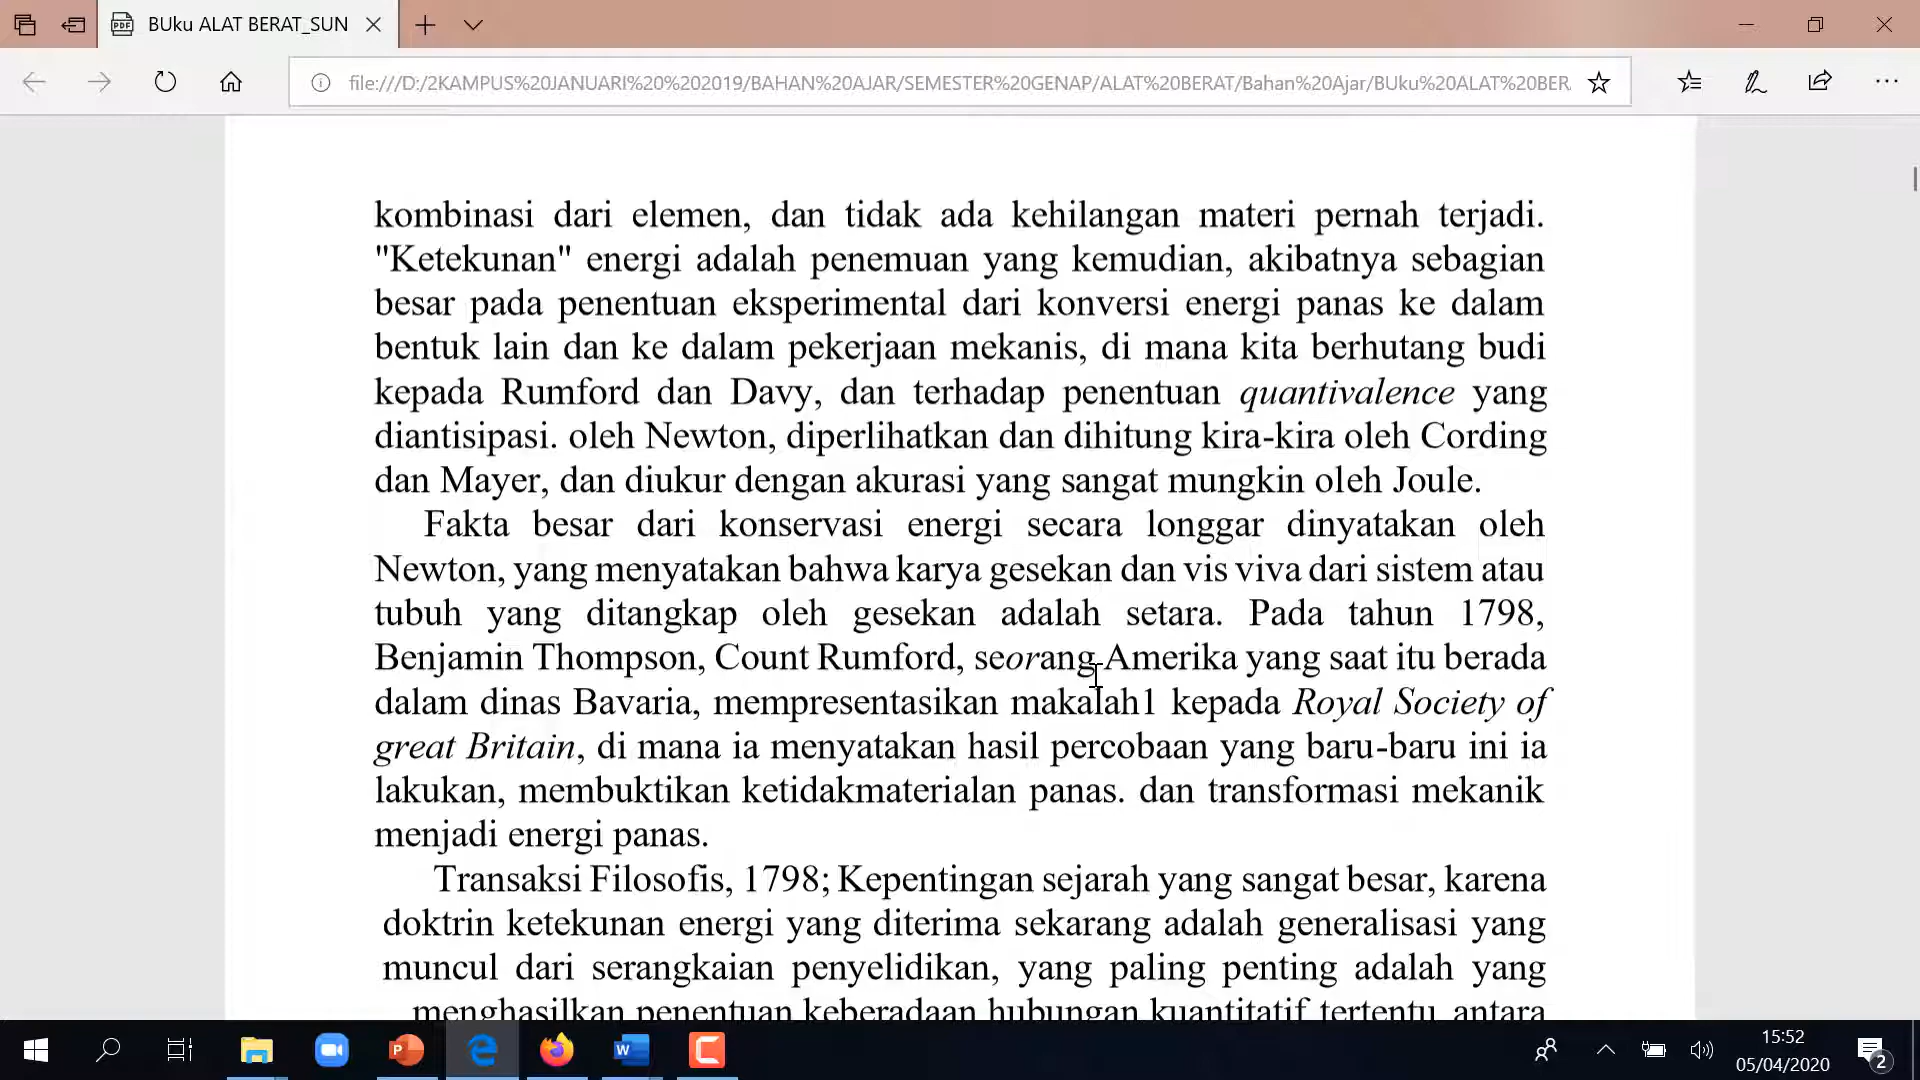 BUku ALAT BERAT_SUN
file:///D:/2KAMPUS%20JANUARI%20%202019/BAHAN%20AJAR/SEMESTER%20GENAP/ALAT%20BERAT/Bahan%20Ajar/BUku%20ALAT%20BER
kombinasi dari elemen, dan tidak ada kehilangan materi pernah terjadi.
"Ketekunan" energi adalah penemuan yang kemudian, akibatnya sebagian
besar pada penentuan eksperimental dari konversi energi panas ke dalam
bentuk lain dan ke dalam pekerjaan mekanis, di mana kita berhutang budi
kepada Rumford dan Davy, dan terhadap penentuan quantivalence yang
diantisipasi. oleh Newton, diperlihatkan dan dihitung kira-kira oleh Cording
dan Mayer, dan diukur dengan akurasi yang sangat mungkin oleh Joule.
Fakta besar dari konservasi energi secara longgar dinyatakan oleh
Newton, yang menyatakan bahwa karya gesekan dan vis viva dari sistem atau
tubuh yang ditangkap oleh gesekan adalah setara. Pada tahun 1798,
Benjamin Thompson, Count Rumford, seorang Amerika yang saat itu berada
dalam dinas Bavaria, mempresentasikan makalah1 kepada Royal Society of
great Britain, di mana ia menyatakan hasil percobaan yang baru-baru ini ia
lakukan, membuktikan ketidakmaterialan panas. dan transformasi mekanik
menjadi energi panas.
Transaksi Filosofis, 1798; Kepentingan sejarah yang sangat besar, karena
doktrin ketekunan energi yang diterima sekarang adalah generalisasi yang
muncul dari serangkaian penyelidikan, yang paling penting adalah yang
menghasilkan penentuan keberadaan hubungan kuantitatif tertentu antara
15:52
05/04/2020
2